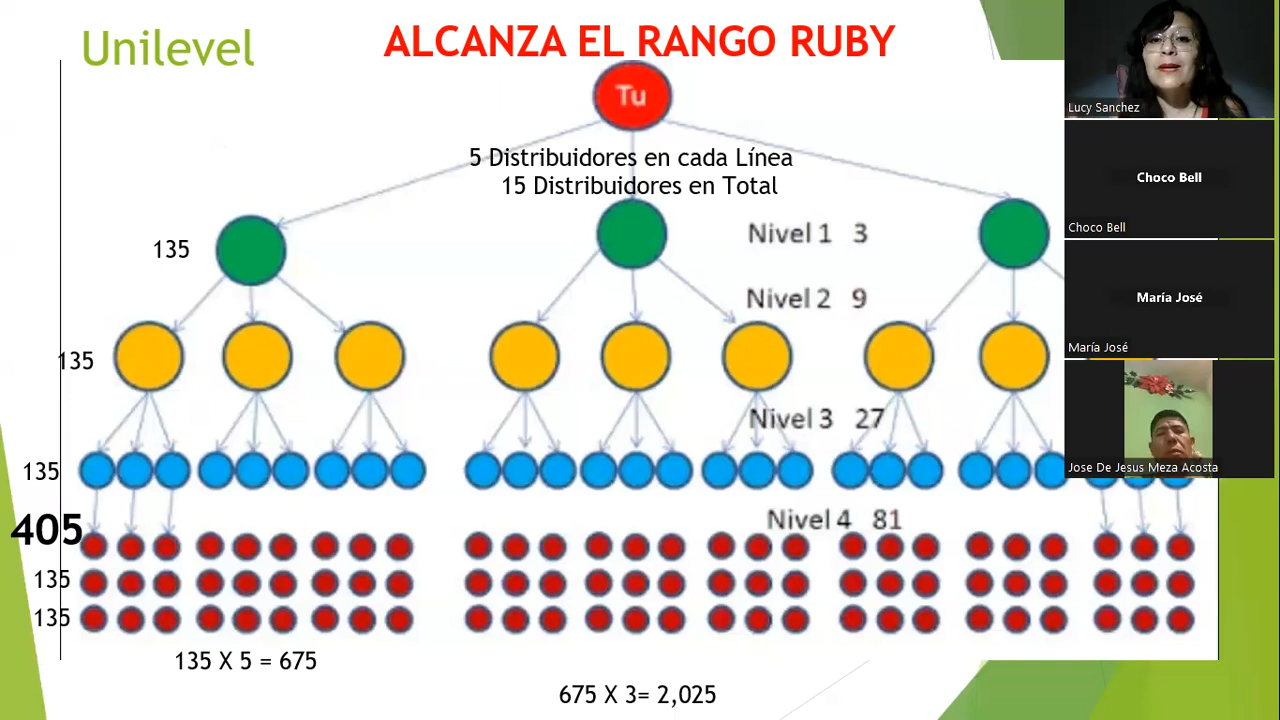 Unilevel
ALCANZA EL RANGO RUBY
Tu
5 Distribuidores en cada Línea
15 Distribuidores en Total
135
Nivel 1 3
Nivel 2 9
135
Nivel 3 27
135
Nivel 4 81
405
135
135
135 X 5 = 675
675 X 3= 2,025
Lucy Sanchez
Choco Bell
Choco Bell
María José
María José
Jose De Jesus Meza Acosta